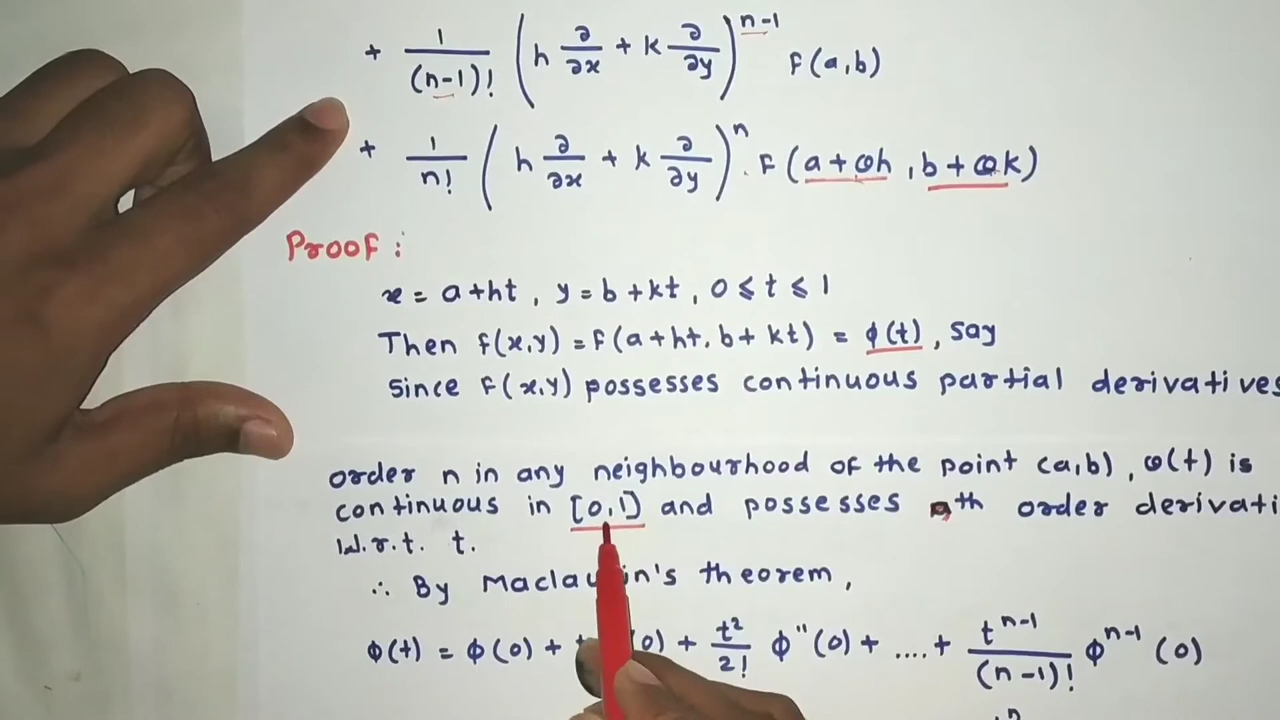 + 1/(n-1)! (h ∂/∂x + k ∂/∂y)^(n-1) f(a,b)
+ 1/n! (h ∂/∂x + k ∂/∂y)^n . F(a+θh, b+θk)
Proof:
x = a+ht, y = b+kt, 0 ≤ t ≤ 1
Then f(x,y) = f(a+ht, b+kt) = φ(t), say
Since F(x,y) possesses continuous partial derivatives
order n in any neighbourhood of the point (a,b), φ(t) is
continuous in [0,1] and possesses nth order derivati
W.r.t. t.
∴ By Maclaurin's theorem,
φ(t) = φ(0) + t (0) + t²/2! φ''(0) + .... + t^(n-1)/(n-1)! φ^(n-1) (0)
n